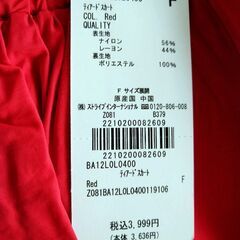 F
ﾃｨｱｰﾄﾞｽｶｰﾄ
COL. Red
QUALITY
表生地
ナイロン 56%
レーヨン 44%
裏生地
ポリエステル 100%
F サイズ展開
原産国 中国
(株)ストライプインターナショナル 0120-806-008
Z081 B379
2210200082609
2210200082609
BA12L0L0400
ﾃｨｱｰﾄﾞｽｶｰﾄ
Red F
Z081BA12L0L0400119106
税込3,999円
(本体 3,636円)